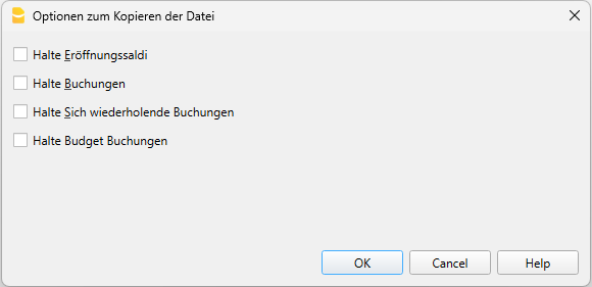 Optionen zum Kopieren der Datei
Halte Eröffnungssaldi
Halte Buchungen
Halte Sich wiederholende Buchungen
Halte Budget Buchungen
OK Cancel Help